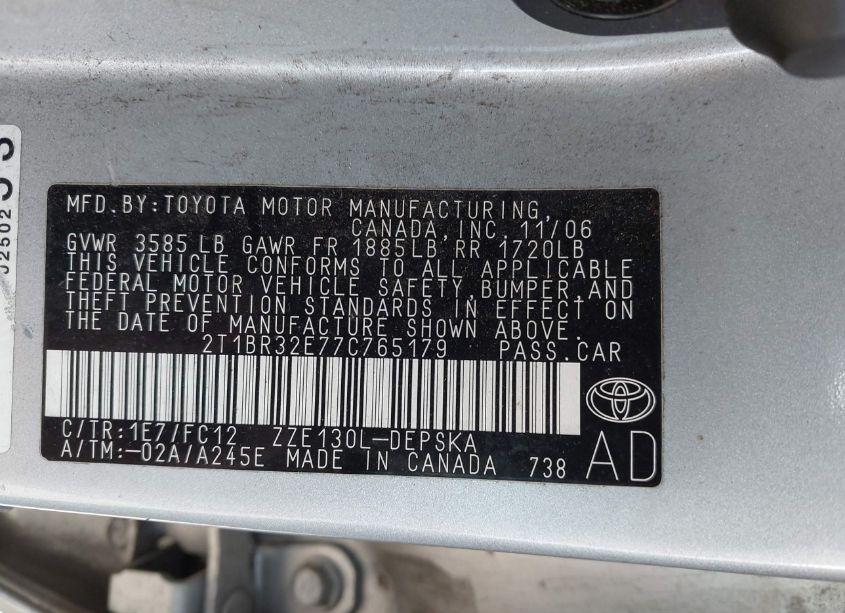 MFD.BY:TOYOTA MOTOR MANUFACTURING,
CANADA,INC. 11/06
GVWR 3585 LB GAWR FR 1885LB RR 1720LB
THIS VEHICLE CONFORMS TO ALL APPLICABLE
FEDERAL MOTOR VEHICLE SAFETY,BUMPER,AND
THEFT PREVENTION STANDARDS IN EFFECT ON
THE DATE OF MANUFACTURE SHOWN ABOVE.
2T1BR32E77C765179 PASS.CAR
C/TR:1E7/FC12 ZZE130L-DEPSKA
A/TM:-02A/A245E MADE IN CANADA 738
AD